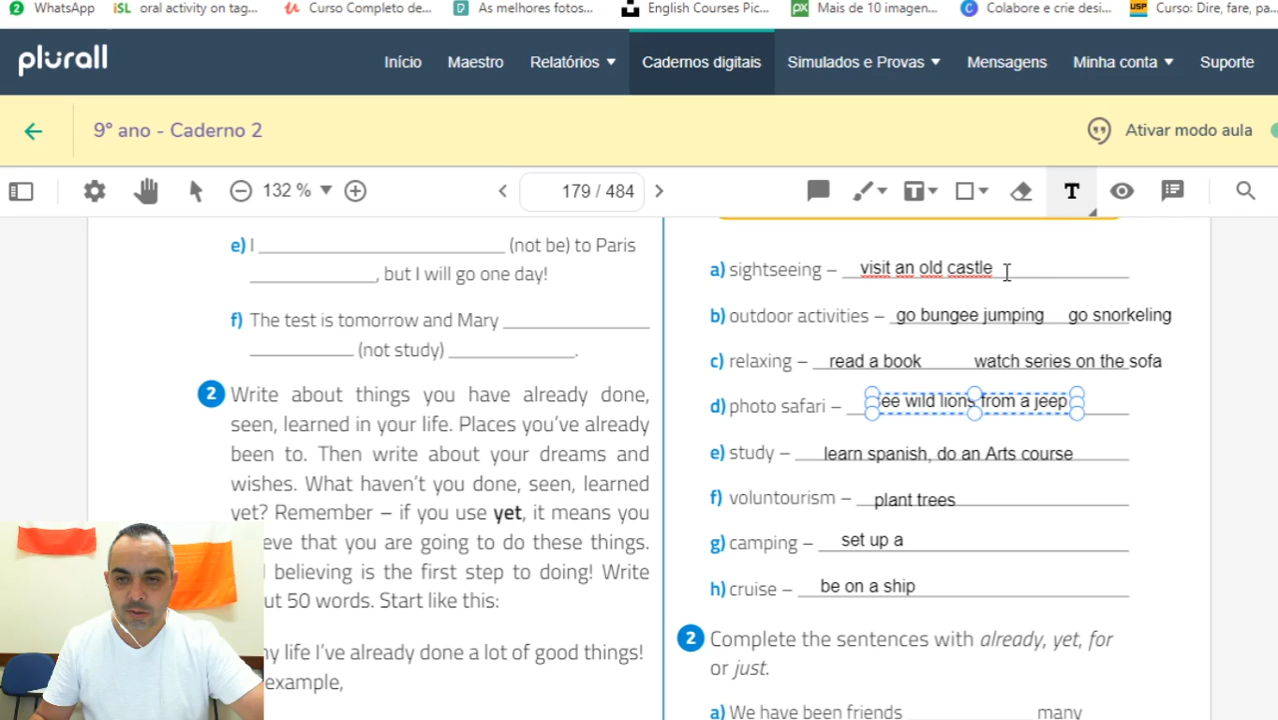 WhatsApp
iSL oral activity on tag...
Curso Completo de...
As melhores fotos...
English Courses Pic...
px Mais de 10 imagen...
Colabore e crie desi...
USP Curso: Dire, fare, pa...
plurall
Início Maestro Relatórios Cadernos digitais Simulados e Provas Mensagens Minha conta Suporte
9º ano - Caderno 2
Ativar modo aula
132 %
179 / 484
e) I ____________ (not be) to Paris
____________, but I will go one day!
f) The test is tomorrow and Mary ____________
____________ (not study) ____________.
2 Write about things you have already done,
seen, learned in your life. Places you've already
been to. Then write about your dreams and
wishes. What haven't you done, seen, learned
yet? Remember – if you use yet, it means you
eve that you are going to do these things.
believing is the first step to doing! Write
ut 50 words. Start like this:
ny life I've already done a lot of good things!
example,
a) sightseeing – visit an old castle
b) outdoor activities – go bungee jumping go snorkeling
c) relaxing – read a book watch series on the sofa
d) photo safari – ee wild lions from a jeep
e) study – learn spanish, do an Arts course
f) voluntourism – plant trees
g) camping – set up a
h) cruise – be on a ship
2 Complete the sentences with already, yet, for
or just.
a) We have been friends ____________ many